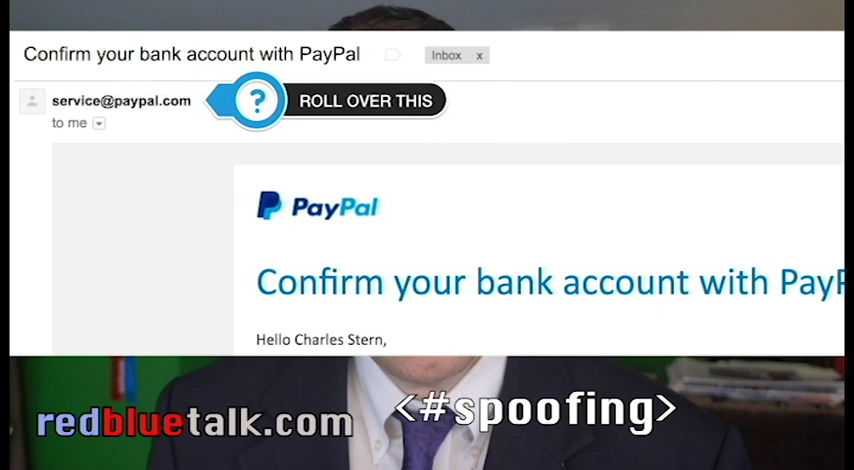 Confirm your bank account with PayPal Inbox x
service@paypal.com ? ROLL OVER THIS
to me
PayPal
Confirm your bank account with PayP
Hello Charles Stern,
redbluetalk.com <#spoofing>